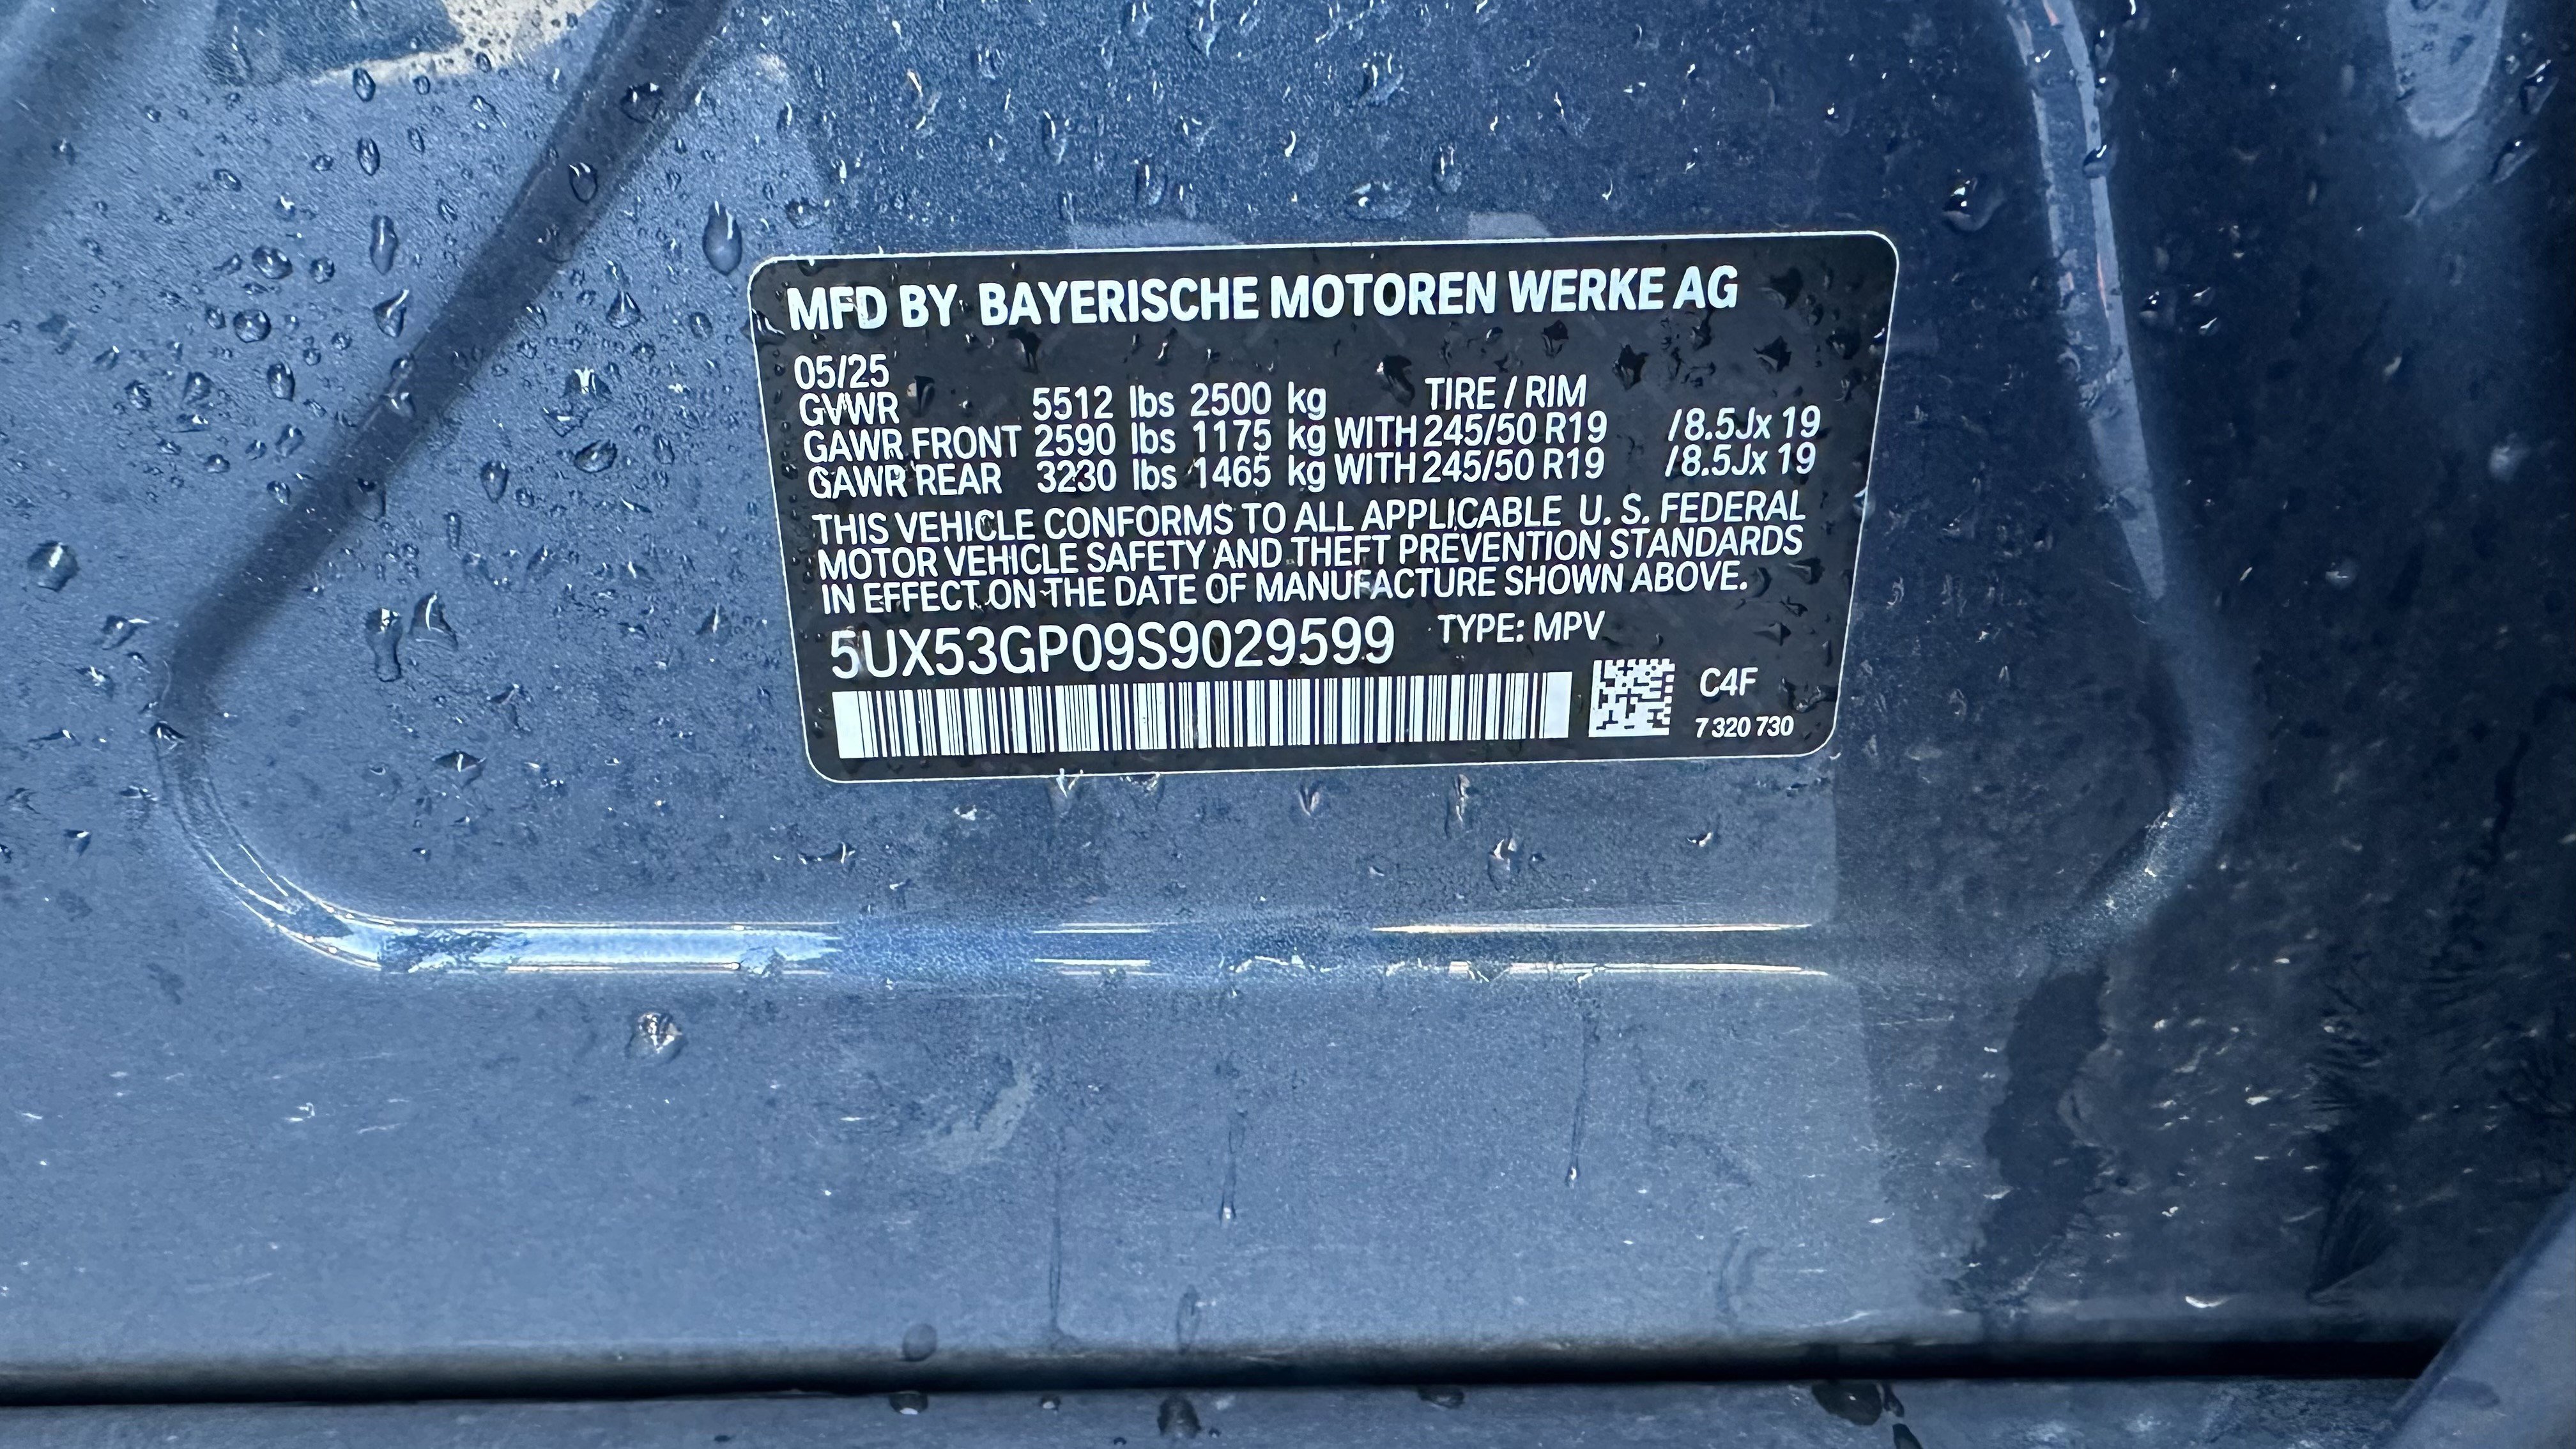 MFD BY BAYERISCHE MOTOREN WERKE AG
05/25
GVWR 5512 lbs 2500 kg TIRE / RIM
GAWR FRONT 2590 lbs 1175 kg WITH 245/50 R19 /8.5Jx 19
GAWR REAR 3230 lbs 1465 kg WITH 245/50 R19 /8.5Jx 19
THIS VEHICLE CONFORMS TO ALL APPLICABLE U. S. FEDERAL
MOTOR VEHICLE SAFETY AND THEFT PREVENTION STANDARDS
IN EFFECT ON THE DATE OF MANUFACTURE SHOWN ABOVE.
5UX53GP09S9029599 TYPE: MPV
C4F
7 320 730